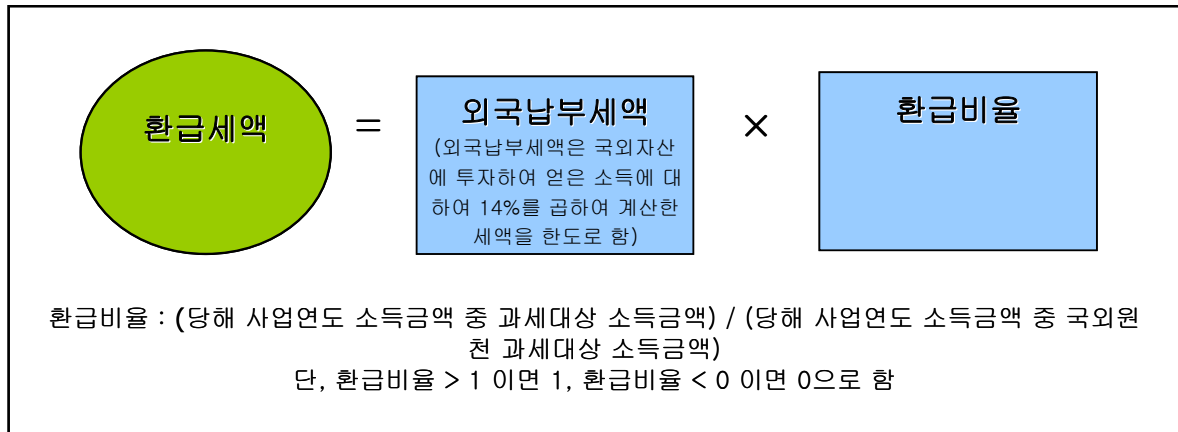 환급세액
=
외국납부세액
(외국납부세액은 국외자산
에 투자하여 얻은 소득에 대
하여 14%를 곱하여 계산한
세액을 한도로 함)
×
환급비율
환급비율 : (당해 사업연도 소득금액 중 과세대상 소득금액) / (당해 사업연도 소득금액 중 국외원
천 과세대상 소득금액)
단, 환급비율 > 1 이면 1, 환급비율 < 0 이면 0으로 함